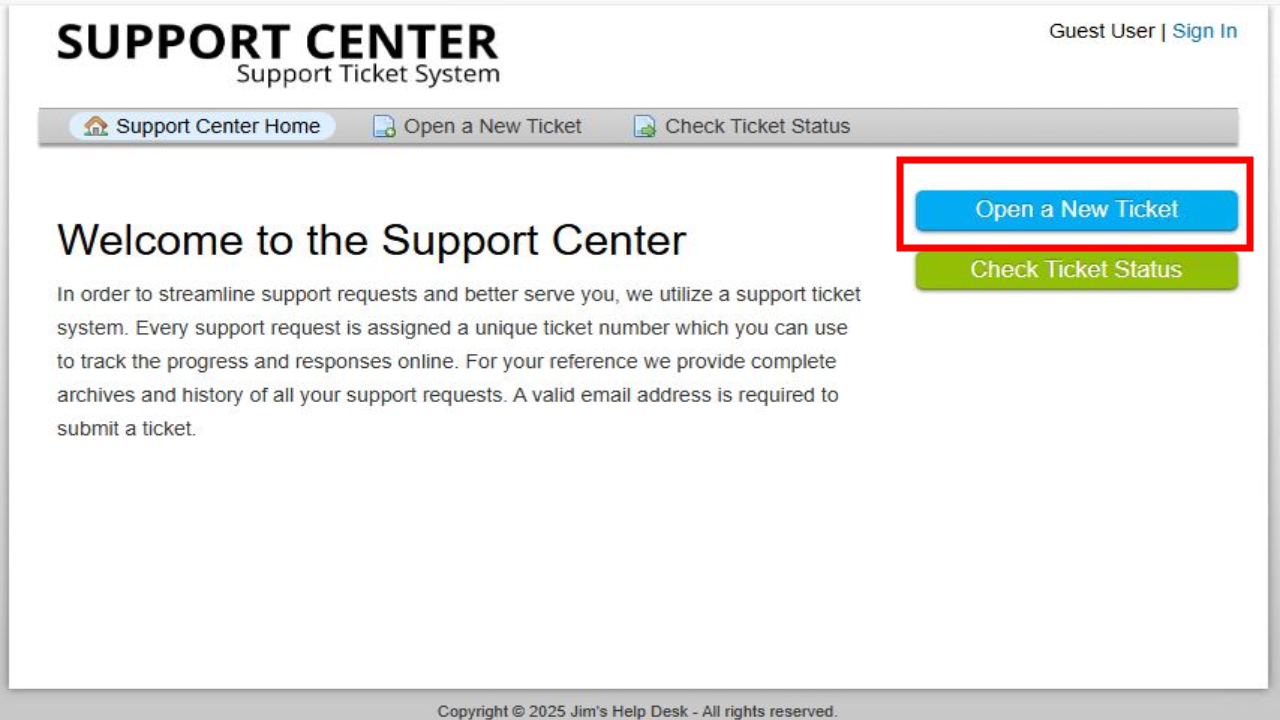 SUPPORT CENTER
Support Ticket System
Guest User | Sign In
Support Center Home
Open a New Ticket
Check Ticket Status
Open a New Ticket
Check Ticket Status
Welcome to the Support Center
In order to streamline support requests and better serve you, we utilize a support ticket
system. Every support request is assigned a unique ticket number which you can use
to track the progress and responses online. For your reference we provide complete
archives and history of all your support requests. A valid email address is required to
submit a ticket.
Copyright © 2025 Jim's Help Desk - All rights reserved.